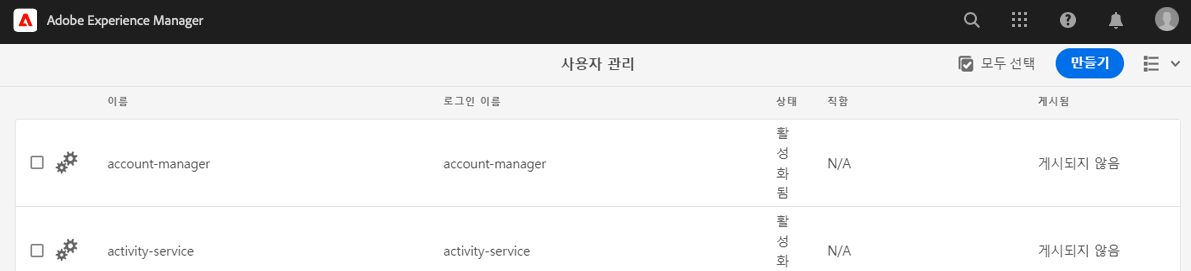 Adobe Experience Manager
사용자 관리
모두 선택
만들기
이름 로그인 이름 상태 직함 게시됨
account-manager account-manager 활성화됨 N/A 게시되지 않음
activity-service activity-service 활성화 N/A 게시되지 않음